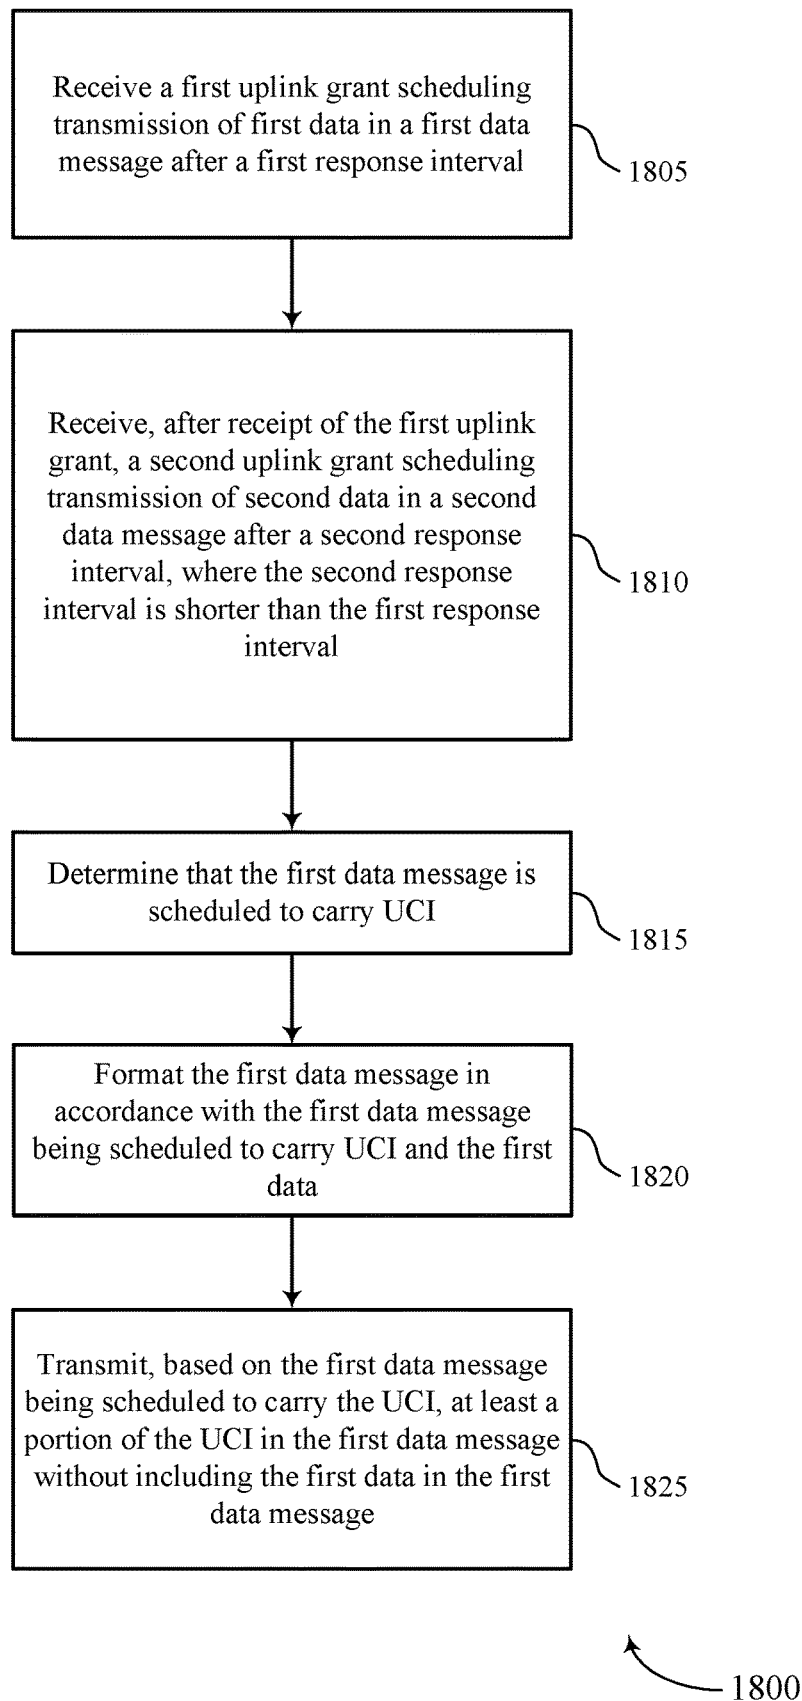 Receive a first uplink grant scheduling
transmission of first data in a first data
message after a first response interval
1805
Receive, after receipt of the first uplink
grant, a second uplink grant scheduling
transmission of second data in a second
data message after a second response
interval, where the second response
interval is shorter than the first response
interval
1810
Determine that the first data message is
scheduled to carry UCI
1815
Format the first data message in
accordance with the first data message
being scheduled to carry UCI and the first
data
1820
Transmit, based on the first data message
being scheduled to carry the UCI, at least a
portion of the UCI in the first data message
without including the first data in the first
data message
1825
1800